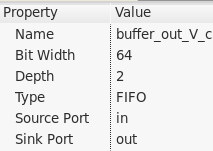 Property Value
Name buffer_out_V_c
Bit Width 64
Depth 2
Type FIFO
Source Port in
Sink Port out